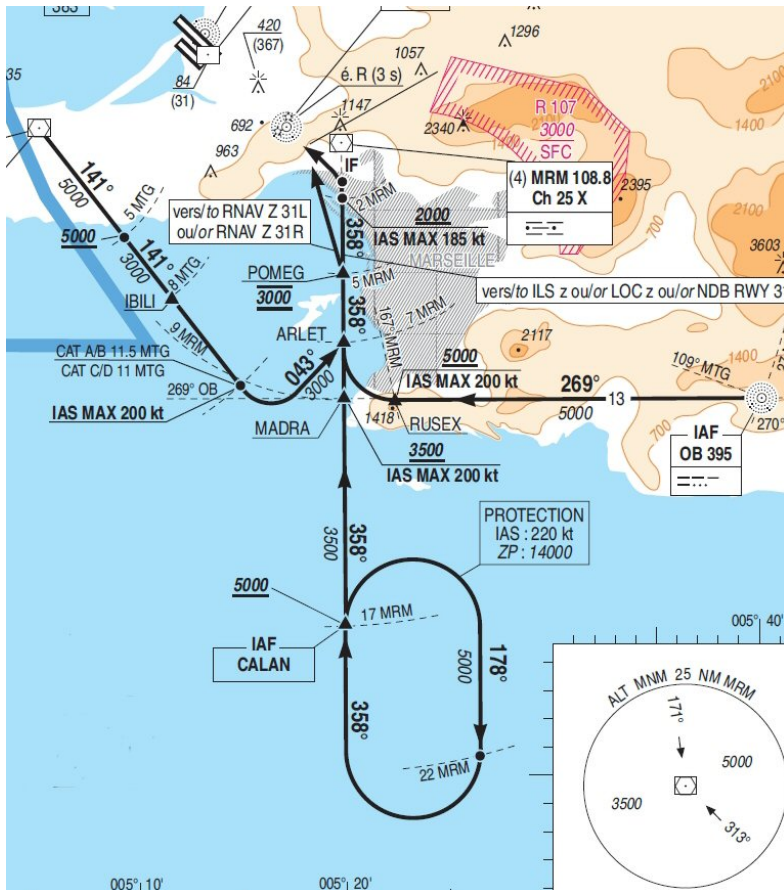 383
420
(367)
84
(31)
35
1057
1296
é. R (3 s)
1147
692
963
2340
R 107
3000
SFC
2100
1400
(4) MRM 108.8
Ch 25 X
2395
IF
2 MRM
2000
IAS MAX 185 kt
MARSEILLE
vers/to RNAV Z 31L
ou/or RNAV Z 31R
700
2100
3603
358°
141°
5000
5 MTG
5000
141°
3000
8 MTG
IBILI
POMEG
3000
5 MRM
vers/to ILS z ou/or LOC z ou/or NDB RWY 31
358°
7 MRM
167° MRM
ARLET
9 MRM
2117
1400
109° MTG
CAT A/B 11.5 MTG
CAT C/D 11 MTG
269° OB
IAS MAX 200 kt
043°
3000
5000
IAS MAX 200 kt
269°
5000
13
1418
RUSEX
700
270°
MADRA
3500
IAS MAX 200 kt
IAF
OB 395
358°
3500
PROTECTION
IAS : 220 kt
ZP : 14000
5000
17 MRM
IAF
CALAN
178°
5000
358°
22 MRM
005° 40'
ALT MNM 25 NM MRM
171°
5000
3500
313°
005° 10'
005° 20'